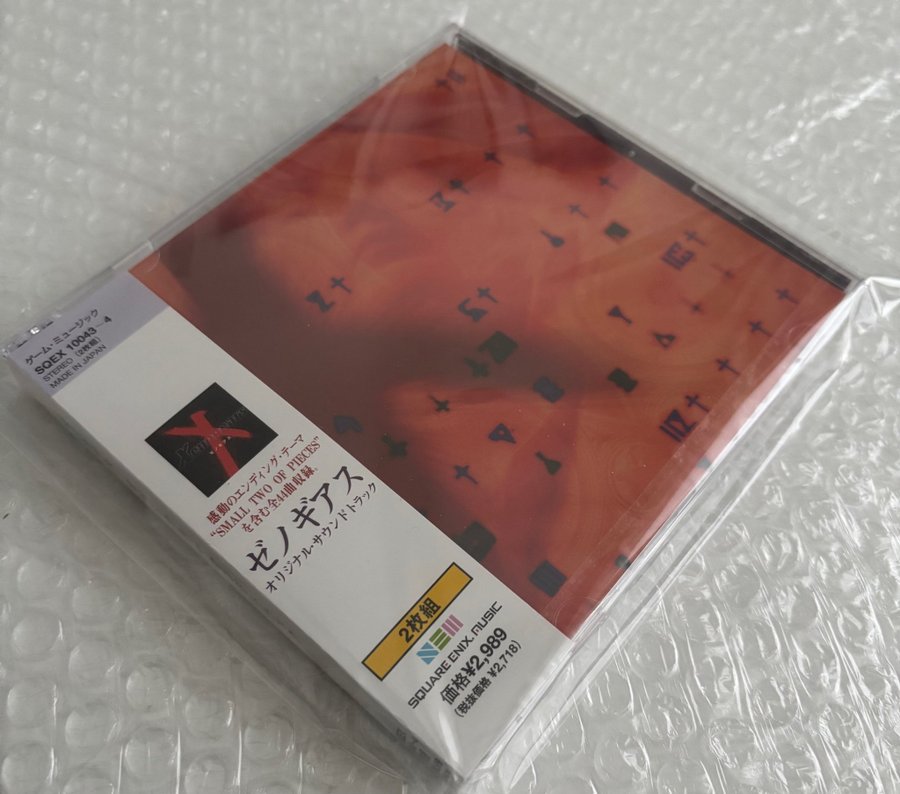 ゲーム・ミュージック
SQEX 10043～4
STEREO (2枚組)
MADE IN JAPAN
感動のエンディング・テーマ
"SMALL TWO OF PIECES"
を含む全44曲収録。
ゼノギアス
オリジナル・サウンドトラック
2枚組
SQUARE ENIX. MUSIC
価格¥2,989
(税抜価格 ¥2,718)